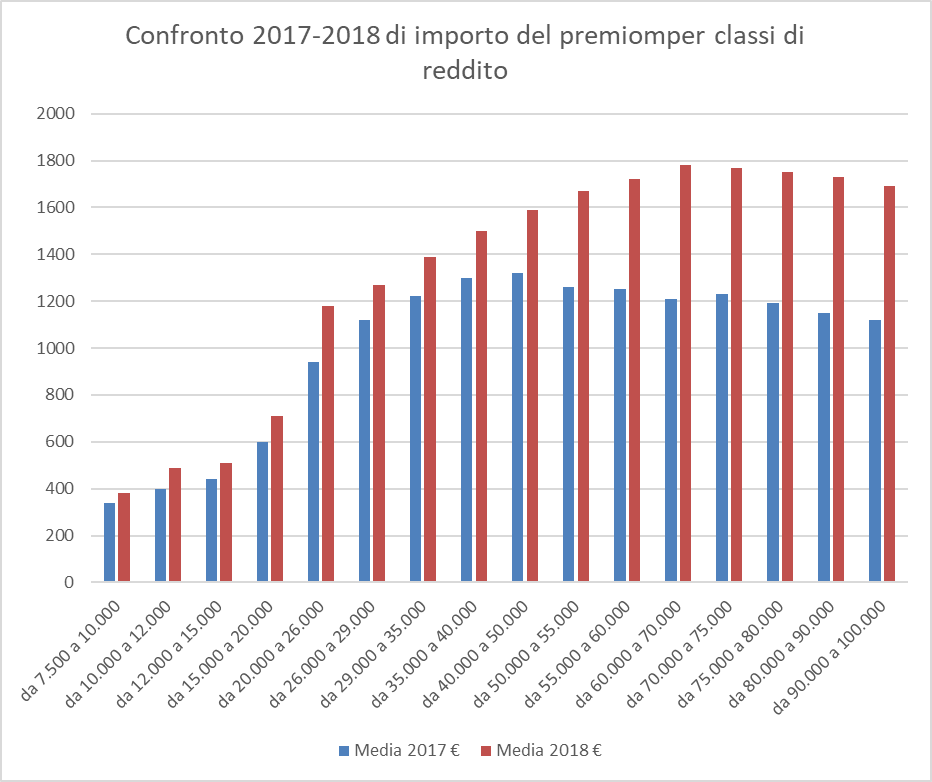 Confronto 2017-2018 di importo del premiomper classi di
reddito
2000
1800
1600
1400
1200
1000
800
600
400
200
0
da 7.500 a 10.000
da 10.000 a 12.000
da 12.000 a 15.000
da 15.000 a 20.000
da 20.000 a 26.000
da 26.000 a 29.000
da 29.000 a 35.000
da 35.000 a 40.000
da 40.000 a 50.000
da 50.000 a 55.000
da 55.000 a 60.000
da 60.000 a 70.000
da 70.000 a 75.000
da 75.000 a 80.000
da 80.000 a 90.000
da 90.000 a 100.000
Media 2017 € Media 2018 €